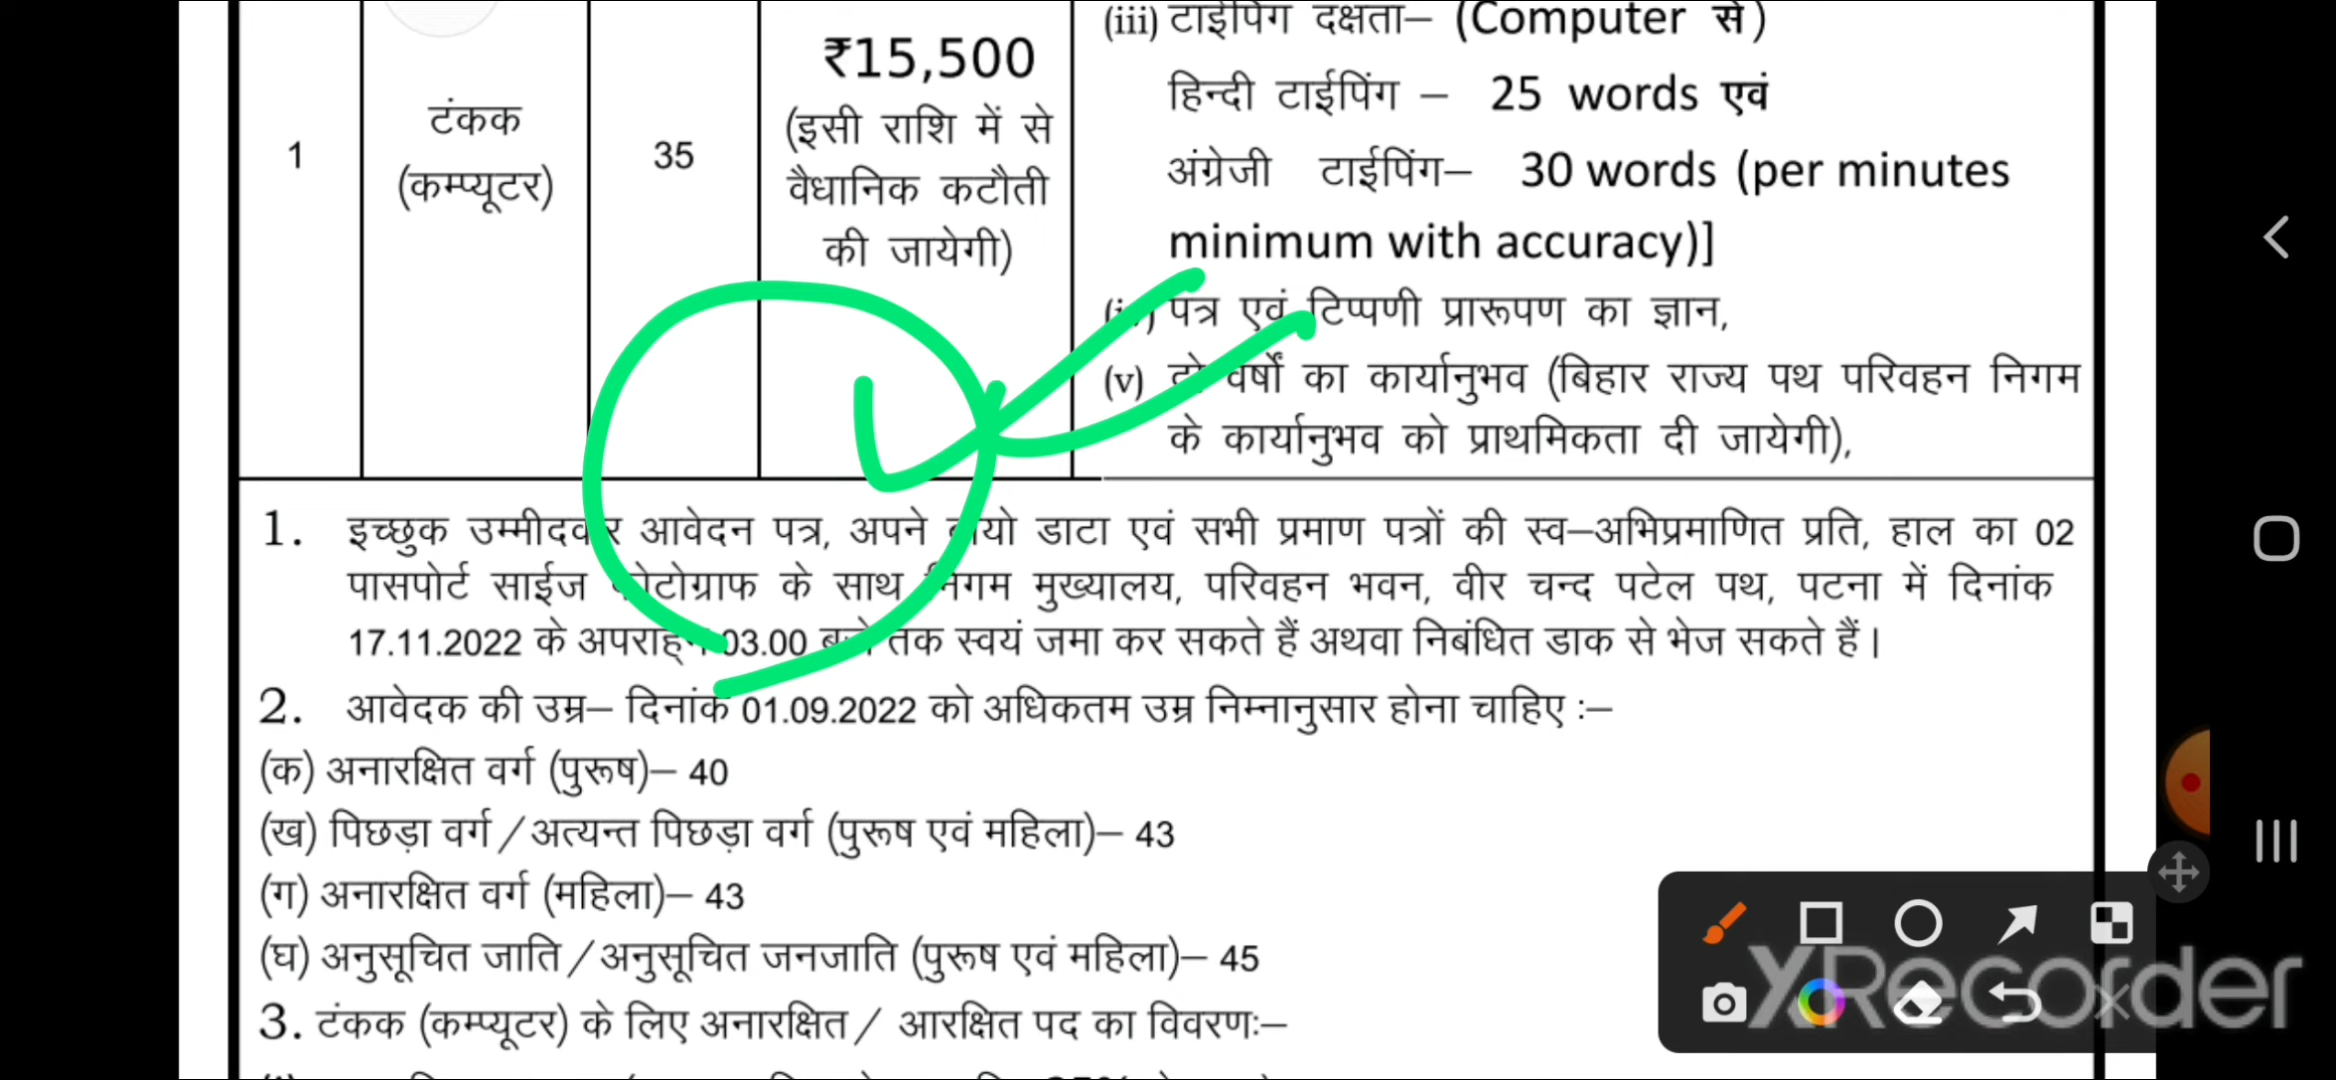 (iii) टाईपिंग दक्षता– (Computer से)
₹15,500
हिन्दी टाईपिंग – 25 words एवं
टंकक
(इसी राशि में से
1
35
अंग्रेजी टाईपिंग– 30 words (per minutes
(कम्प्यूटर)
वैधानिक कटौती
की जायेगी)
minimum with accuracy)]
पत्र एवं टिप्पणी प्रारूपण का ज्ञान,
(v) दो वर्षों का कार्यानुभव (बिहार राज्य पथ परिवहन निगम
के कार्यानुभव को प्राथमिकता दी जायेगी),
1. इच्छुक उम्मीदवार आवेदन पत्र, अपने बायो डाटा एवं सभी प्रमाण पत्रों की स्व–अभिप्रमाणित प्रति, हाल का 02
पासपोर्ट साईज फोटोग्राफ के साथ निगम मुख्यालय, परिवहन भवन, वीर चन्द पटेल पथ, पटना में दिनांक
17.11.2022 के अपराह्न 03.00 बजे तक स्वयं जमा कर सकते हैं अथवा निबंधित डाक से भेज सकते हैं।
2. आवेदक की उम्र– दिनांक 01.09.2022 को अधिकतम उम्र निम्नानुसार होना चाहिए :–
(क) अनारक्षित वर्ग (पुरूष)– 40
(ख) पिछड़ा वर्ग/अत्यन्त पिछड़ा वर्ग (पुरूष एवं महिला)– 43
(ग) अनारक्षित वर्ग (महिला)– 43
(घ) अनुसूचित जाति/अनुसूचित जनजाति (पुरूष एवं महिला)– 45
3. टंकक (कम्प्यूटर) के लिए अनारक्षित/ आरक्षित पद का विवरणः–
XRecorder